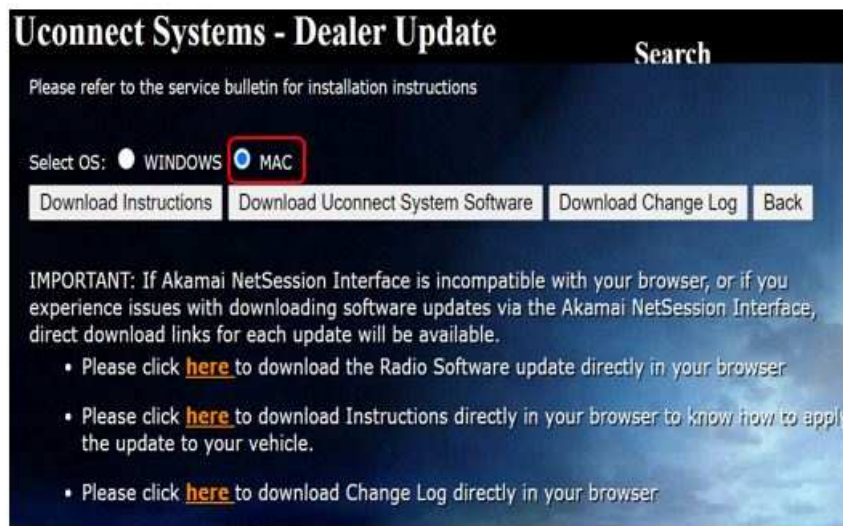 Uconnect Systems - Dealer Update
Search
Please refer to the service bulletin for installation instructions
Select OS: WINDOWS MAC
Download Instructions Download Uconnect System Software Download Change Log Back
IMPORTANT: If Akamai NetSession Interface is incompatible with your browser, or if you
experience issues with downloading software updates via the Akamai NetSession Interface,
direct download links for each update will be available.
• Please click here to download the Radio Software update directly in your browser
• Please click here to download Instructions directly in your browser to know how to apply
the update to your vehicle.
• Please click here to download Change Log directly in your browser